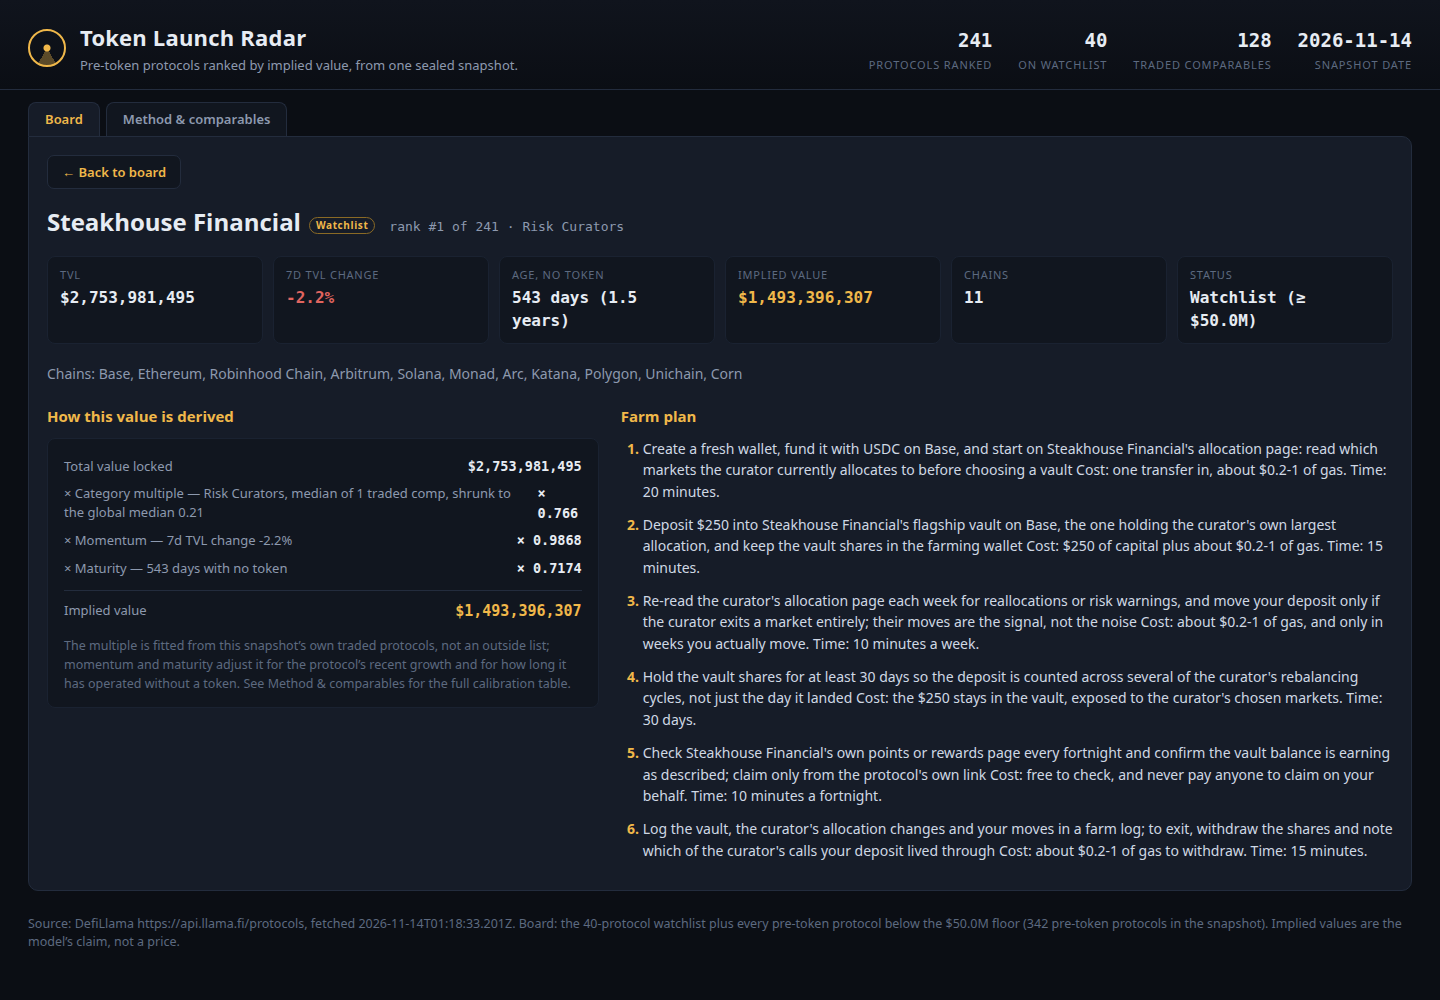 Token Launch Radar
Pre-token protocols ranked by implied value, from one sealed snapshot.
241
PROTOCOLS RANKED
40
ON WATCHLIST
128
TRADED COMPARABLES
2026-11-14
SNAPSHOT DATE
Board
Method & comparables
← Back to board
Steakhouse Financial Watchlist rank #1 of 241 · Risk Curators
TVL
$2,753,981,495
7D TVL CHANGE
-2.2%
AGE, NO TOKEN
543 days (1.5
years)
IMPLIED VALUE
$1,493,396,307
CHAINS
11
STATUS
Watchlist (≥
$50.0M)
Chains: Base, Ethereum, Robinhood Chain, Arbitrum, Solana, Monad, Arc, Katana, Polygon, Unichain, Corn
How this value is derived
Total value locked $2,753,981,495
× Category multiple — Risk Curators, median of 1 traded comp, shrunk to
the global median 0.21
×
0.766
× Momentum — 7d TVL change -2.2% × 0.9868
× Maturity — 543 days with no token × 0.7174
Implied value $1,493,396,307
The multiple is fitted from this snapshot’s own traded protocols, not an outside list;
momentum and maturity adjust it for the protocol’s recent growth and for how long it
has operated without a token. See Method & comparables for the full calibration table.
Farm plan
1. Create a fresh wallet, fund it with USDC on Base, and start on Steakhouse Financial's allocation page: read which
markets the curator currently allocates to before choosing a vault Cost: one transfer in, about $0.2-1 of gas. Time:
20 minutes.
2. Deposit $250 into Steakhouse Financial's flagship vault on Base, the one holding the curator's own largest
allocation, and keep the vault shares in the farming wallet Cost: $250 of capital plus about $0.2-1 of gas. Time: 15
minutes.
3. Re-read the curator's allocation page each week for reallocations or risk warnings, and move your deposit only if
the curator exits a market entirely; their moves are the signal, not the noise Cost: about $0.2-1 of gas, and only in
weeks you actually move. Time: 10 minutes a week.
4. Hold the vault shares for at least 30 days so the deposit is counted across several of the curator's rebalancing
cycles, not just the day it landed Cost: the $250 stays in the vault, exposed to the curator's chosen markets. Time:
30 days.
5. Check Steakhouse Financial's own points or rewards page every fortnight and confirm the vault balance is earning
as described; claim only from the protocol's own link Cost: free to check, and never pay anyone to claim on your
behalf. Time: 10 minutes a fortnight.
6. Log the vault, the curator's allocation changes and your moves in a farm log; to exit, withdraw the shares and note
which of the curator's calls your deposit lived through Cost: about $0.2-1 of gas to withdraw. Time: 15 minutes.
Source: DefiLlama https://api.llama.fi/protocols, fetched 2026-11-14T01:18:33.201Z. Board: the 40-protocol watchlist plus every pre-token protocol below the $50.0M floor (342 pre-token protocols in the snapshot). Implied values are the
model’s claim, not a price.